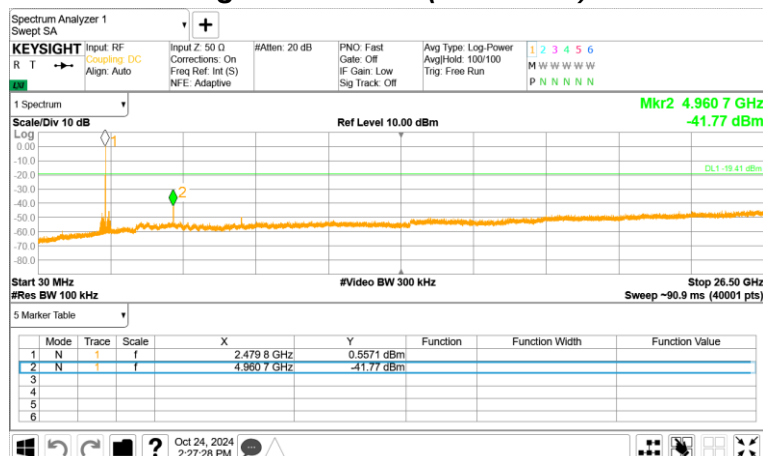 Spectrum Analyzer 1
Swept SA
KEYSIGHT
R T
LXI
Input: RF
Coupling: DC
Align: Auto
Input Z: 50 Ω
Corrections: On
Freq Ref: Int (S)
NFE: Adaptive
#Atten: 20 dB
PNO: Fast
Gate: Off
IF Gain: Low
Sig Track: Off
Avg Type: Log-Power
Avg|Hold: 100/100
Trig: Free Run
1 2 3 4 5 6
M W W W W W
P N N N N N
1 Spectrum
Scale/Div 10 dB
Ref Level 10.00 dBm
Mkr2 4.960 7 GHz
-41.77 dBm
Log
0.00
-10.0
-20.0
-30.0
-40.0
-50.0
-60.0
-70.0
-80.0
1
2
DL1 -19.41 dBm
Start 30 MHz
#Video BW 300 kHz
Stop 26.50 GHz
#Res BW 100 kHz
Sweep ~90.9 ms (40001 pts)
5 Marker Table
Mode Trace Scale X Y Function Function Width Function Value
1 N 1 f 2.479 8 GHz 0.5571 dBm
2 N 1 f 4.960 7 GHz -41.77 dBm
3
4
5
6
?
Oct 24, 2024
2:27:28 PM